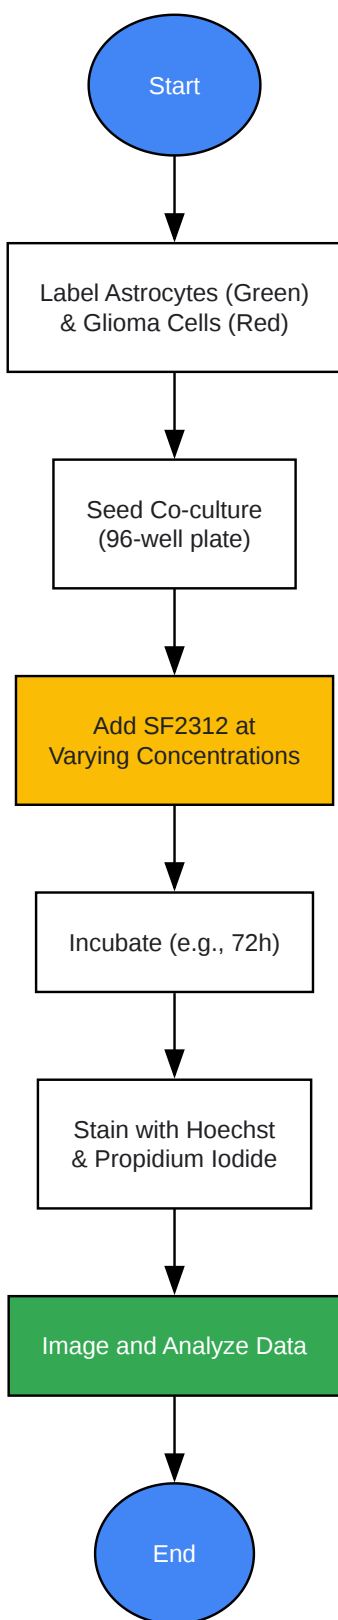 Start
Label Astrocytes (Green)
& Glioma Cells (Red)
Seed Co-culture
(96-well plate)
Add SF2312 at
Varying Concentrations
Incubate (e.g., 72h)
Stain with Hoechst
& Propidium Iodide
Image and Analyze Data
End